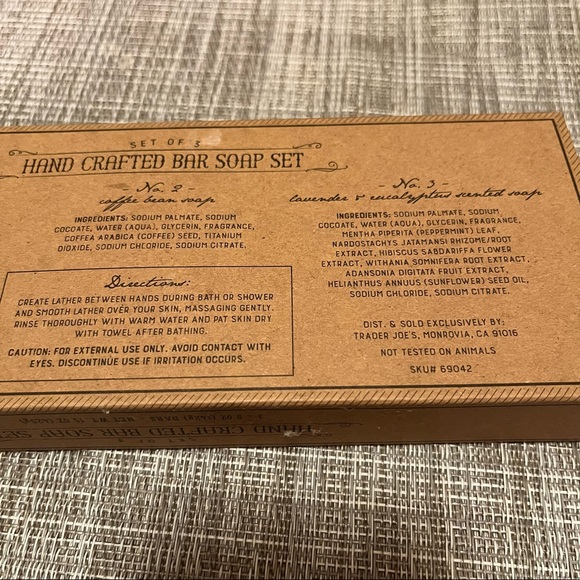 SET OF 3
HAND CRAFTED BAR SOAP SET
- No. 2 -
coffee bean soap
INGREDIENTS: SODIUM PALMATE, SODIUM
COCOATE, WATER (AQUA), GLYCERIN, FRAGRANCE,
COFFEA ARABICA (COFFEE) SEED, TITANIUM
DIOXIDE, SODIUM CHLORIDE, SODIUM CITRATE.
Directions:
CREATE LATHER BETWEEN HANDS DURING BATH OR SHOWER
AND SMOOTH LATHER OVER YOUR SKIN, MASSAGING GENTLY.
RINSE THOROUGHLY WITH WARM WATER AND PAT SKIN DRY
WITH TOWEL AFTER BATHING.
CAUTION: FOR EXTERNAL USE ONLY. AVOID CONTACT WITH
EYES. DISCONTINUE USE IF IRRITATION OCCURS.
- No. 3 -
lavender & eucalyptus scented soap
INGREDIENTS: SODIUM PALMATE, SODIUM
COCOATE, WATER (AQUA), GLYCERIN, FRAGRANCE,
MENTHA PIPERITA (PEPPERMINT) LEAF,
NARDOSTACHYS JATAMANSI RHIZOME/ROOT
EXTRACT, HIBISCUS SABDARIFFA FLOWER
EXTRACT, WITHANIA SOMNIFERA ROOT EXTRACT,
ADANSONIA DIGITATA FRUIT EXTRACT,
HELIANTHUS ANNUUS (SUNFLOWER) SEED OIL,
SODIUM CHLORIDE, SODIUM CITRATE.
DIST. & SOLD EXCLUSIVELY BY:
TRADER JOE'S, MONROVIA, CA 91016
NOT TESTED ON ANIMALS
SKU# 69042
SET OF 3
HAND CRAFTED BAR SOAP SET